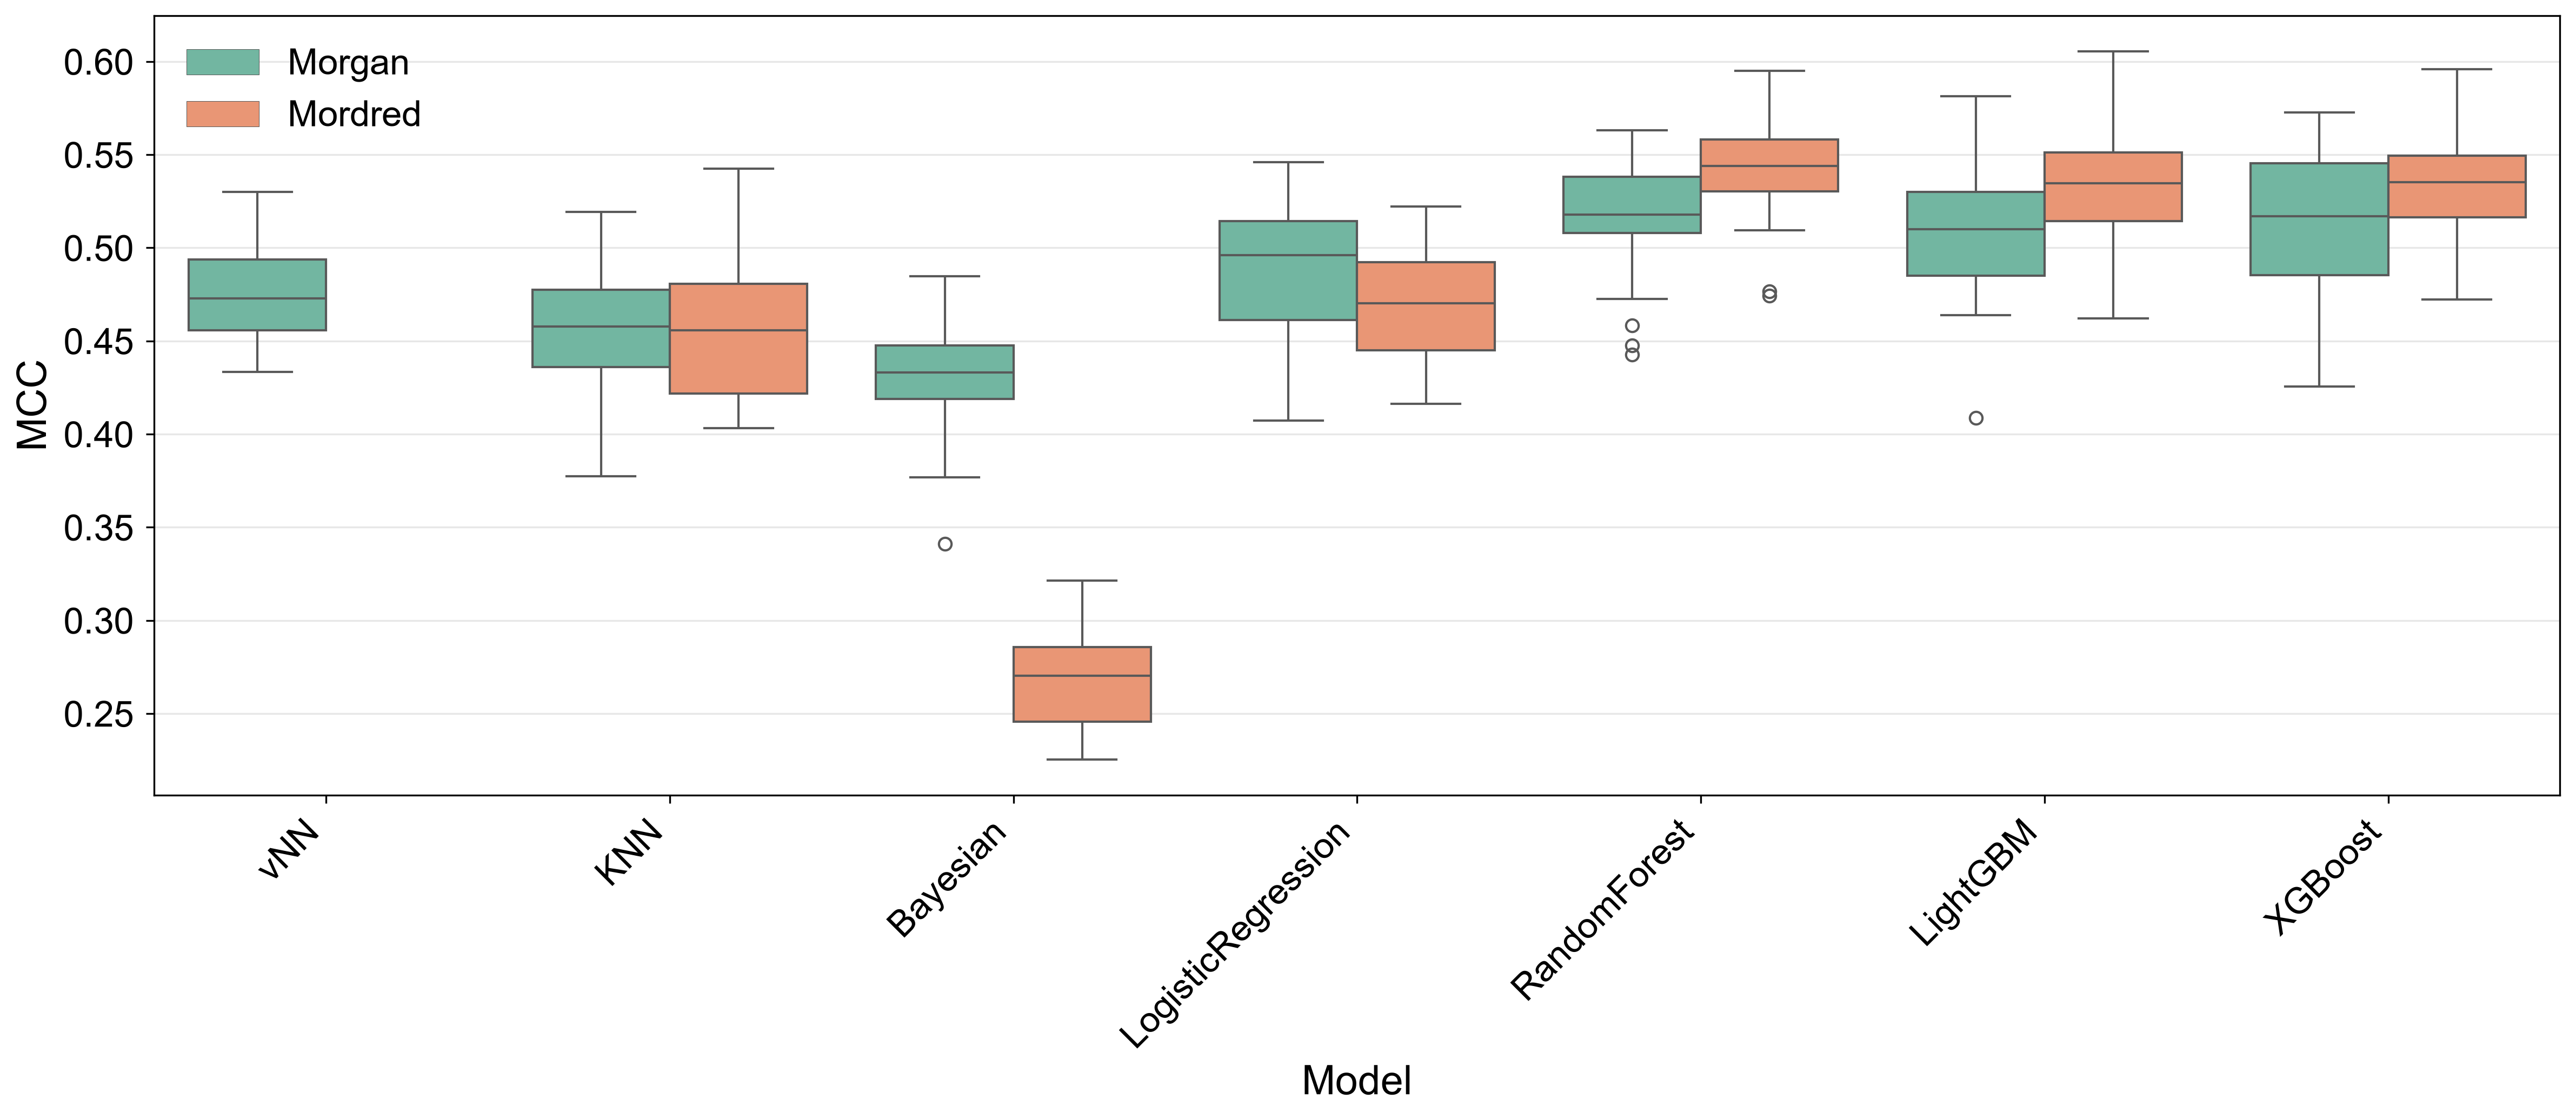 Morgan
Mordred
0.60
0.55
0.50
0.45
0.40
0.35
0.30
0.25
MCC
vNN
KNN
Bayesian
LogisticRegression
RandomForest
LightGBM
XGBoost
Model